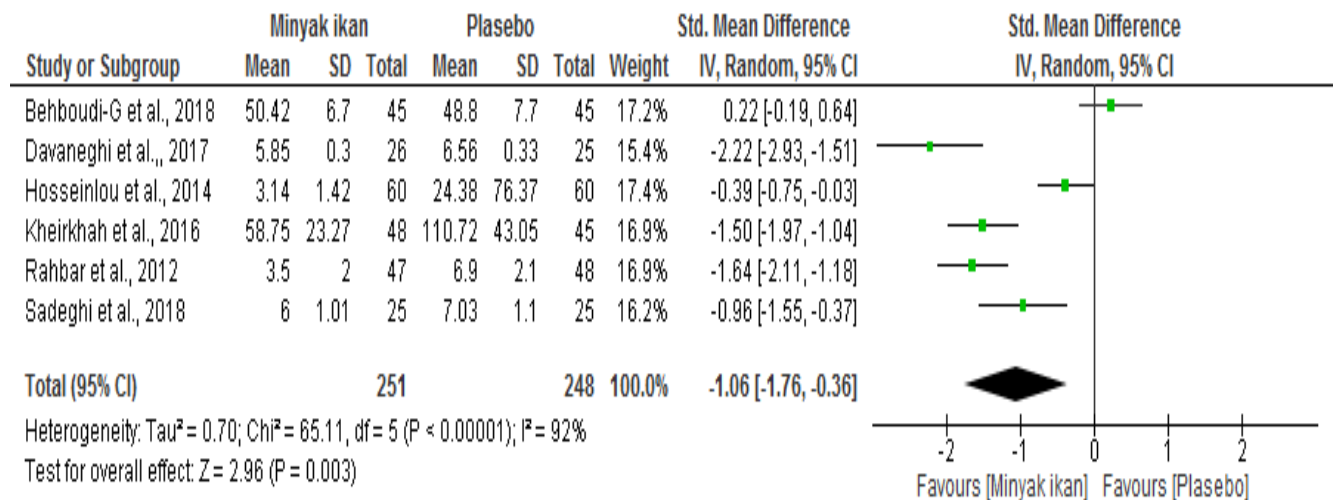 Minyak ikan Plasebo Std. Mean Difference Std. Mean Difference
Study or Subgroup Mean SD Total Mean SD Total Weight IV, Random, 95% CI IV, Random, 95% CI
Behboudi-G et al., 2018 50.42 6.7 45 48.8 7.7 45 17.2% 0.22 [-0.19, 0.64]
Davaneghi et al.,, 2017 5.85 0.3 26 6.56 0.33 25 15.4% -2.22 [-2.93, -1.51]
Hosseinlou et al., 2014 3.14 1.42 60 24.38 76.37 60 17.4% -0.39 [-0.75, -0.03]
Kheirkhah et al., 2016 58.75 23.27 48 110.72 43.05 45 16.9% -1.50 [-1.97, -1.04]
Rahbar et al., 2012 3.5 2 47 6.9 2.1 48 16.9% -1.64 [-2.11, -1.18]
Sadeghi et al., 2018 6 1.01 25 7.03 1.1 25 16.2% -0.96 [-1.55, -0.37]
Total (95% CI) 251 248 100.0% -1.06 [-1.76, -0.36]
Heterogeneity: Tau² = 0.70; Chi² = 65.11, df = 5 (P < 0.00001); I² = 92%
Test for overall effect: Z = 2.96 (P = 0.003)
-2 -1 0 1 2
Favours [Minyak ikan] Favours [Plasebo]